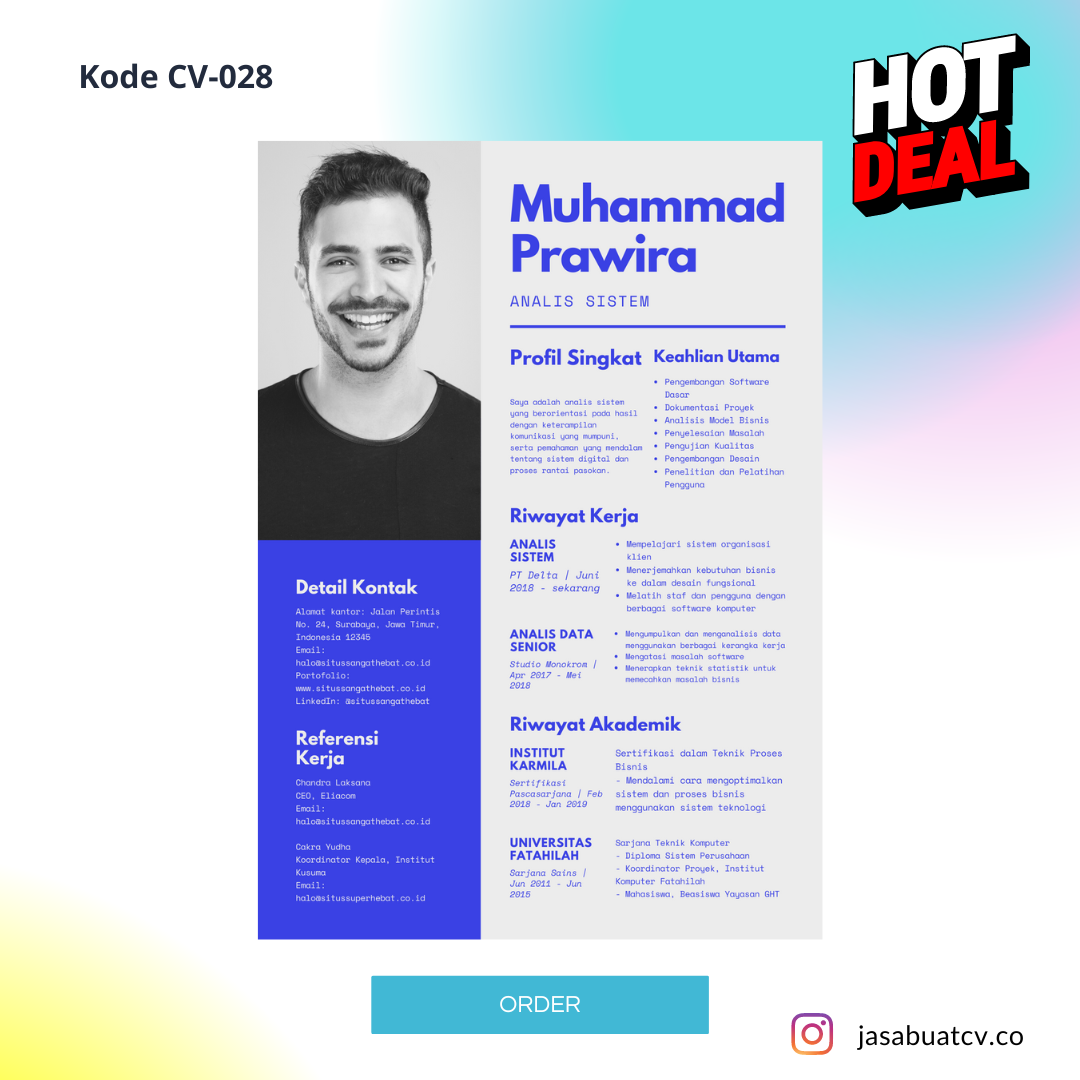 Kode CV-028
HOT
DEAL
Muhammad
Prawira
ANALIS SISTEM
Profil Singkat
Saya adalah analis sistem
yang berorientasi pada hasil
dengan keterampilan
komunikasi yang mumpuni,
serta pemahaman yang mendalam
tentang sistem digital dan
proses rantai pasokan.
Keahlian Utama
• Pengembangan Software
Dasar
• Dokumentasi Proyek
• Analisis Model Bisnis
• Penyelesaian Masalah
• Pengujian Kualitas
• Pengembangan Desain
• Penelitian dan Pelatihan
Pengguna
Riwayat Kerja
ANALIS
SISTEM
PT Delta | Juni
2018 - sekarang
• Mempelajari sistem organisasi
klien
• Menerjemahkan kebutuhan bisnis
ke dalam desain fungsional
• Melatih staf dan pengguna dengan
berbagai software komputer
ANALIS DATA
SENIOR
Studio Monokrom |
Apr 2017 - Mei
2018
• Mengumpulkan dan menganalisis data
menggunakan berbagai kerangka kerja
• Mengatasi masalah software
• Menerapkan teknik statistik untuk
memecahkan masalah bisnis
Riwayat Akademik
INSTITUT
KARMILA
Sertifikasi
Pascasarjana | Feb
2018 - Jan 2019
Sertifikasi dalam Teknik Proses
Bisnis
- Mendalami cara mengoptimalkan
sistem dan proses bisnis
menggunakan sistem teknologi
UNIVERSITAS
FATAHILAH
Sarjana Sains |
Jun 2011 - Jun
2015
Sarjana Teknik Komputer
- Diploma Sistem Perusahaan
- Koordinator Proyek, Institut
Komputer Fatahilah
- Mahasiswa, Beasiswa Yayasan GHT
Detail Kontak
Alamat kantor: Jalan Perintis
No. 24, Surabaya, Jawa Timur,
Indonesia 12345
Email:
halo@situssangathebat.co.id
Portofolio:
www.situssangathebat.co.id
LinkedIn: @situssangathebat
Referensi
Kerja
Chandra Laksana
CEO, Eliacom
Email:
halo@situssangathebat.co.id
Cakra Yudha
Koordinator Kepala, Institut
Kusuma
Email:
halo@situssuperhebat.co.id
ORDER
jasabuatcv.co